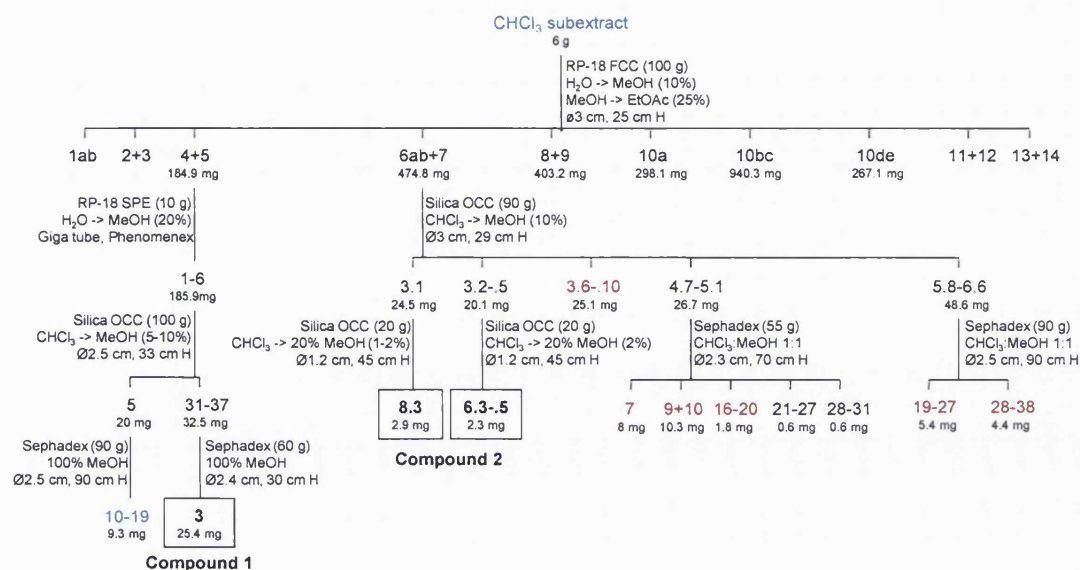 CHCl₃ subextract
6 g
RP-18 FCC (100 g)
H₂O -> MeOH (10%)
MeOH -> EtOAc (25%)
ø3 cm, 25 cm H
1ab 2+3 4+5 6ab+7 8+9 10a 10bc 10de 11+12 13+14
184.9 mg 474.8 mg 403.2 mg 298.1 mg 940.3 mg 267.1 mg
RP-18 SPE (10 g)
H₂O -> MeOH (20%)
Giga tube, Phenomenex
Silica OCC (90 g)
CHCl₃ -> MeOH (10%)
Ø3 cm, 29 cm H
1-6
185.9mg
3.1 3.2-.5 3.6-.10 4.7-5.1 5.8-6.6
24.5 mg 20.1 mg 25.1 mg 26.7 mg 48.6 mg
Silica OCC (100 g)
CHCl₃ -> MeOH (5-10%)
Ø2.5 cm, 33 cm H
Silica OCC (20 g)
CHCl₃ -> 20% MeOH (1-2%)
Ø1.2 cm, 45 cm H
Silica OCC (20 g)
CHCl₃ -> 20% MeOH (2%)
Ø1.2 cm, 45 cm H
Sephadex (55 g)
CHCl₃:MeOH 1:1
Ø2.3 cm, 70 cm H
Sephadex (90 g)
CHCl₃:MeOH 1:1
Ø2.5 cm, 90 cm H
5 31-37 8.3 6.3-.5 7 9+10 16-20 21-27 28-31 19-27 28-38
20 mg 32.5 mg 2.9 mg 2.3 mg 8 mg 10.3 mg 1.8 mg 0.6 mg 0.6 mg 5.4 mg 4.4 mg
Compound 2
Sephadex (90 g)
100% MeOH
Ø2.5 cm, 90 cm H
Sephadex (60 g)
100% MeOH
Ø2.4 cm, 30 cm H
10-19 3
9.3 mg 25.4 mg
Compound 1